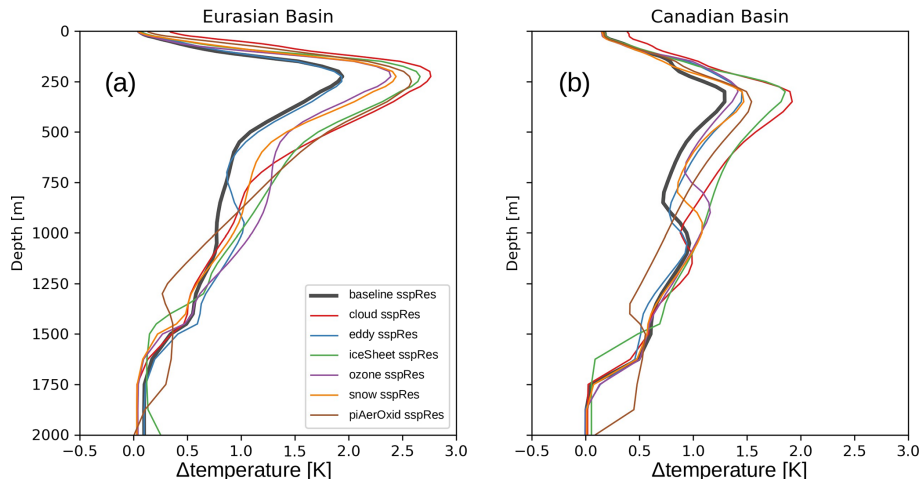 Eurasian Basin
Canadian Basin
(a)
(b)
Depth [m]
0
250
500
750
1000
1250
1500
1750
2000
baseline sspRes
cloud sspRes
eddy sspRes
iceSheet sspRes
ozone sspRes
snow sspRes
piAerOxid sspRes
−0.5 0.0 0.5 1.0 1.5 2.0 2.5 3.0
Δtemperature [K]
Depth [m]
−0.5 0.0 0.5 1.0 1.5 2.0 2.5 3.0
Δtemperature [K]